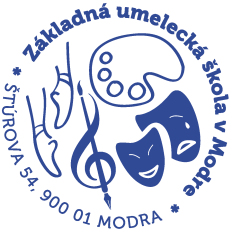 * Základná umelecká škola v Modre *
ŠTÚROVA 54, 900 01 MODRA